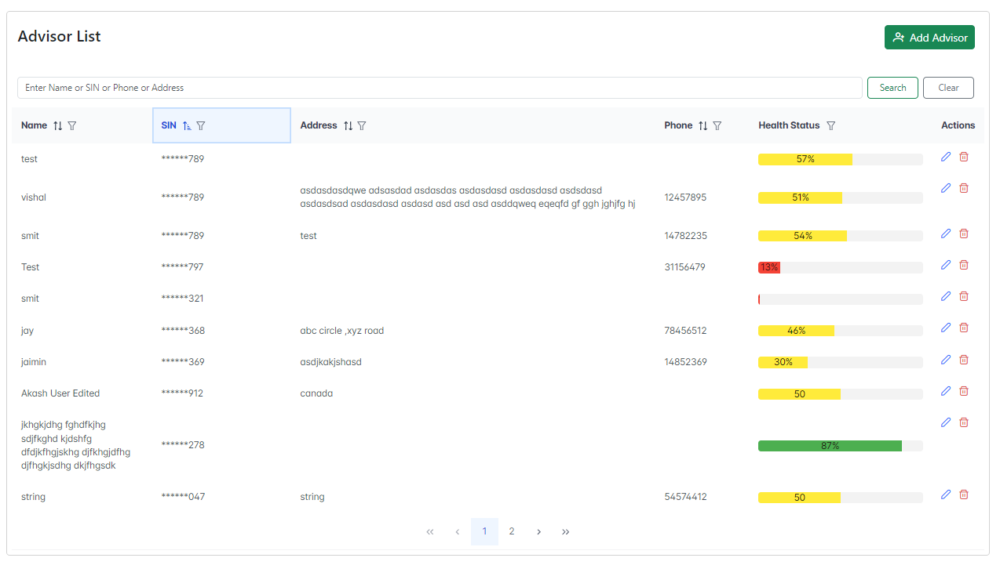 Advisor List
Add Advisor
Enter Name or SIN or Phone or Address
Search
Clear
Name SIN Address Phone Health Status Actions
test ******789 57%
vishal ******789 asdasdasdqwe adsasdad asdasdas asdasdasd asdasdasd asdsdasd 12457895 51%
asdasdsad asdasdasd asdasd asd asd asd asddqweq eqeqfd gf ggh jghjfg hj
smit ******789 test 14782235 54%
Test ******797 31156479 13%
smit ******321
jay ******368 abc circle ,xyz road 78456512 46%
jaimin ******369 asdjkakjshasd 14852369 30%
Akash User Edited ******912 canada 50
jkhgkjdhg fghdfkjhg
sdjfkghd kjdshfg
dfdjkfhgjskhg djfkhgjdfhg ******278 87%
djfhgkjsdhg dkjfhgsdk
string ******047 string 54574412 50
« ‹ 1 2 › »